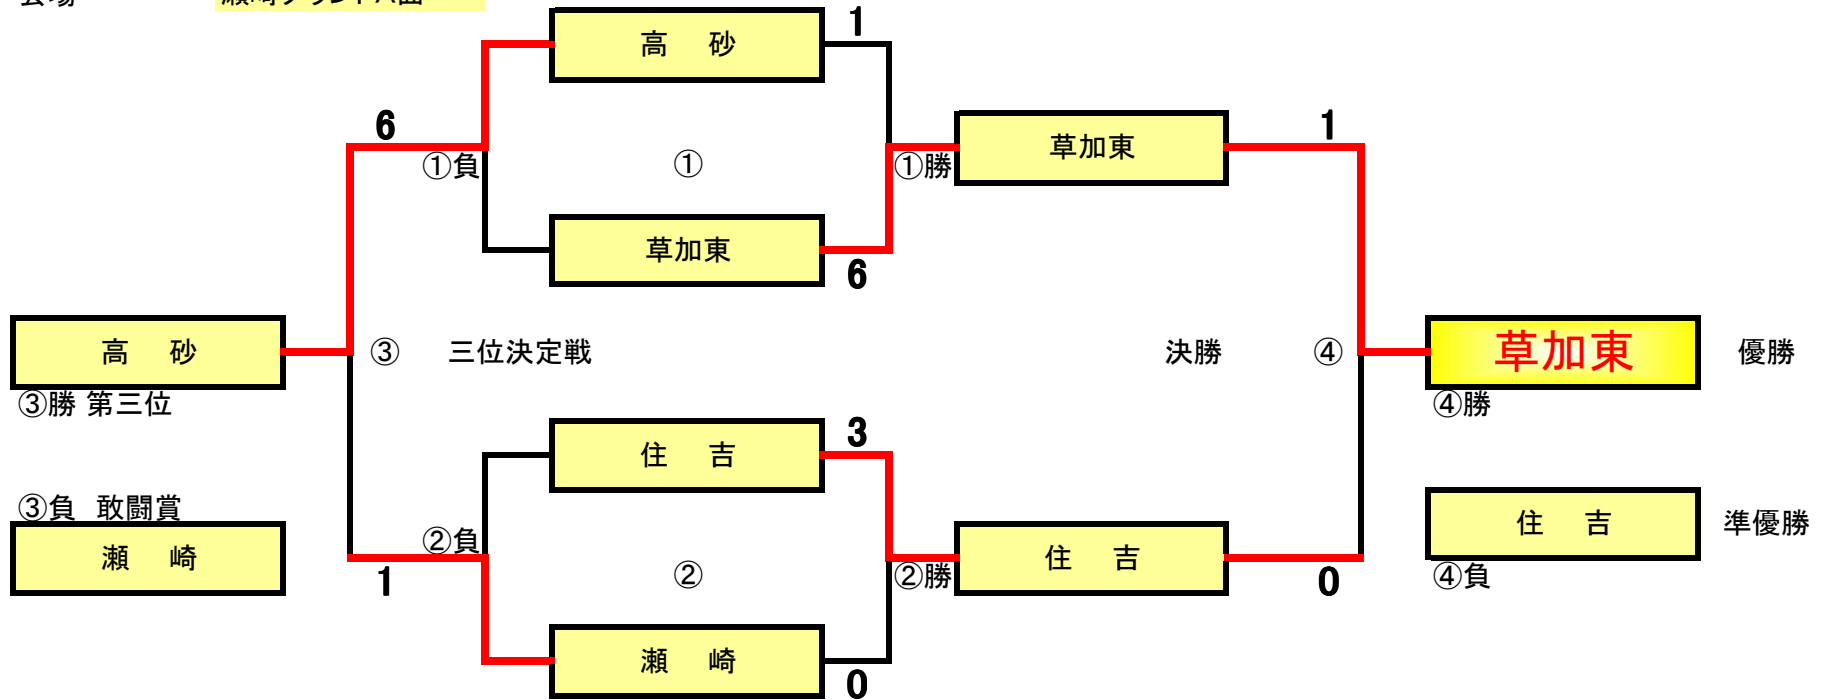 高 砂
1
6
①負
①
①勝
草加東
1
草加東
6
高 砂
③
三位決定戦
決勝
④
草加東
優勝
③勝 第三位
④勝
住 吉
3
③負 敢闘賞
瀬 崎
②負
1
②
②勝
住 吉
0
住 吉
準優勝
④負
瀬 崎
0